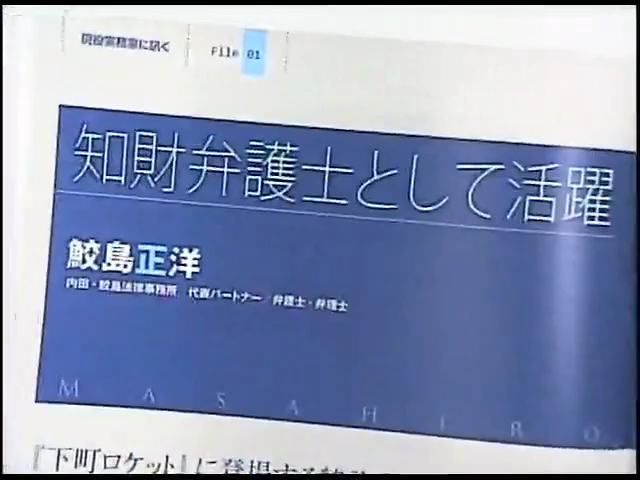 現役実務家に訊く File 01
知財弁護士として活躍
鮫島正洋
内田・鮫島法律事務所 代表パートナー 弁護士・弁理士
MASAHIRO
『下町ロケット』に登場する